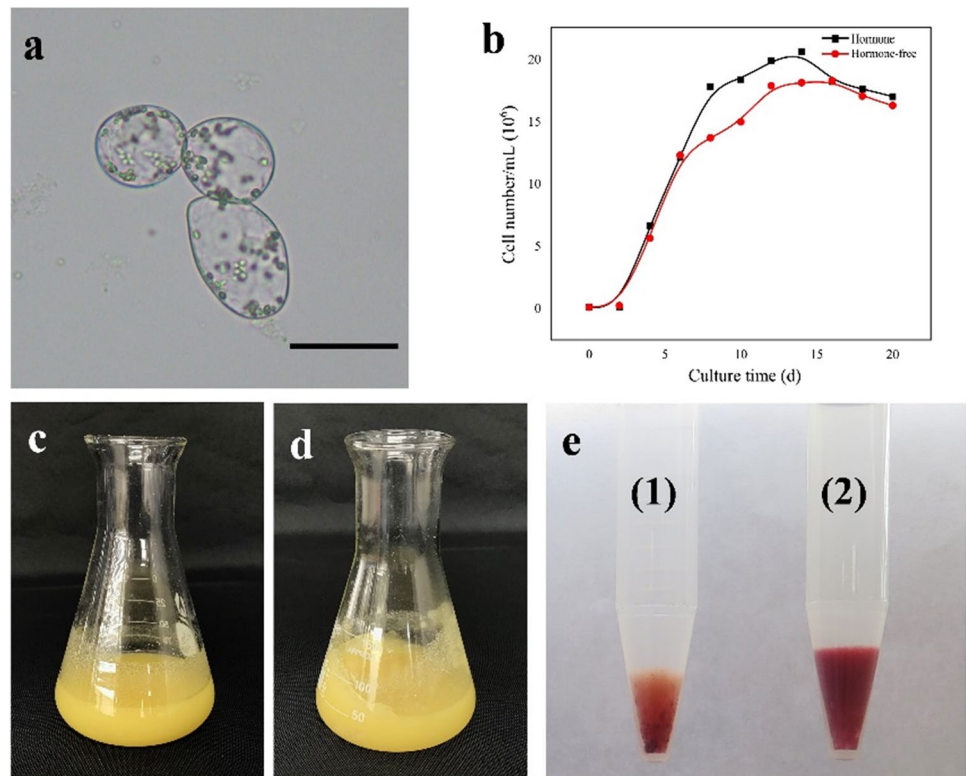 a
b
Hormone
Hormone-free
20
15
10
5
0
Cell number/mL (10⁶)
0 5 10 15 20
Culture time (d)
c
d
100
50
e
(1)
(2)